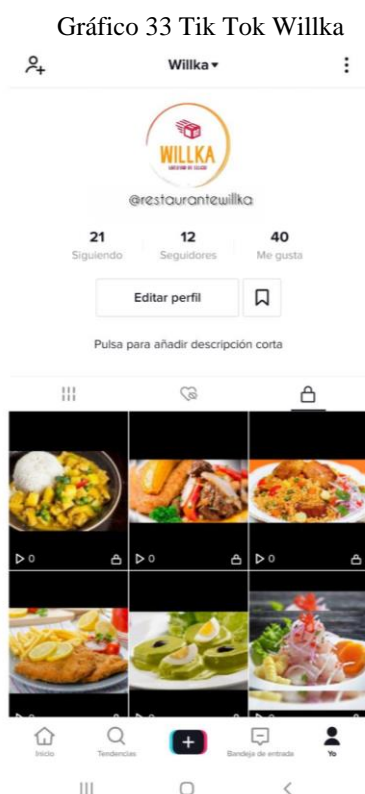 Gráfico 33 Tik Tok Willka
Willka
WILLKA
@restaurantewillka
21 12 40
Siguiendo Seguidores Me gusta
Editar perfil
Pulsa para añadir descripción corta
0 0 0
Inicio Tendencias Bandeja de entrada Yo